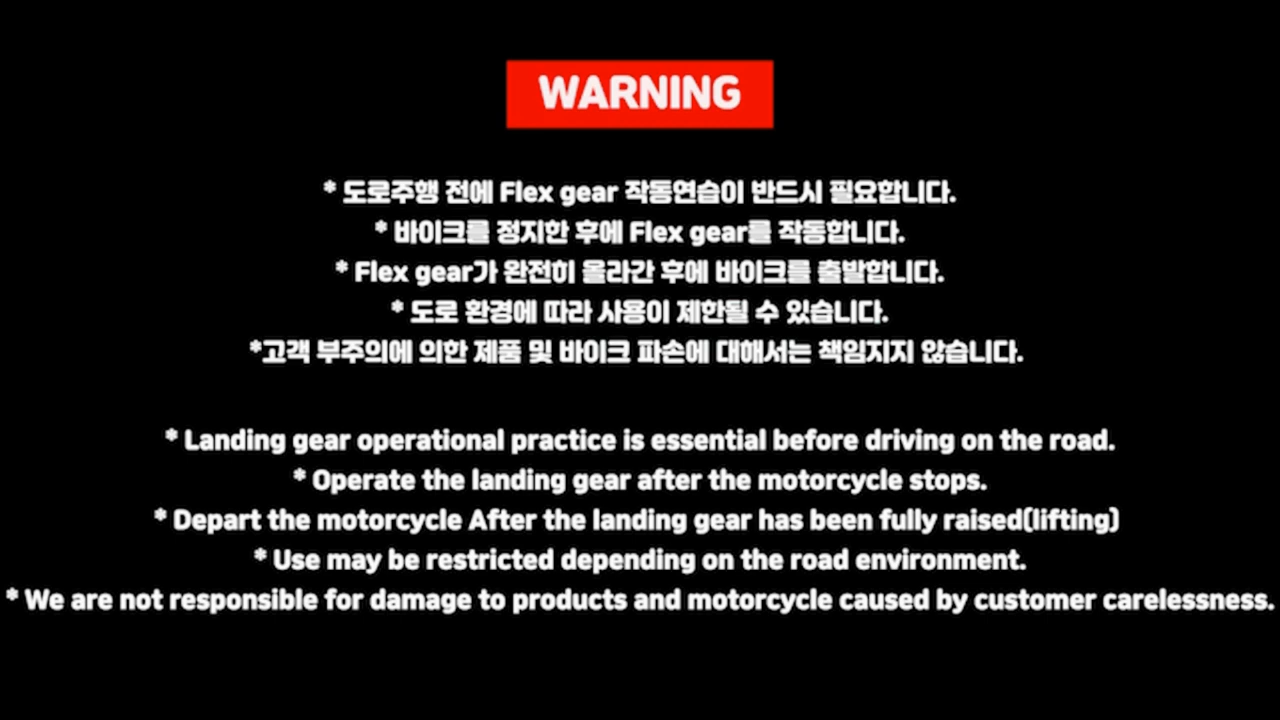 WARNING
* 도로주행 전에 Flex gear 작동연습이 반드시 필요합니다.
* 바이크를 정지한 후에 Flex gear를 작동합니다.
* Flex gear가 완전히 올라간 후에 바이크를 출발합니다.
* 도로 환경에 따라 사용이 제한될 수 있습니다.
*고객 부주의에 의한 제품 및 바이크 파손에 대해서는 책임지지 않습니다.
* Landing gear operational practice is essential before driving on the road.
* Operate the landing gear after the motorcycle stops.
* Depart the motorcycle After the landing gear has been fully raised(lifting)
* Use may be restricted depending on the road environment.
* We are not responsible for damage to products and motorcycle caused by customer carelessness.